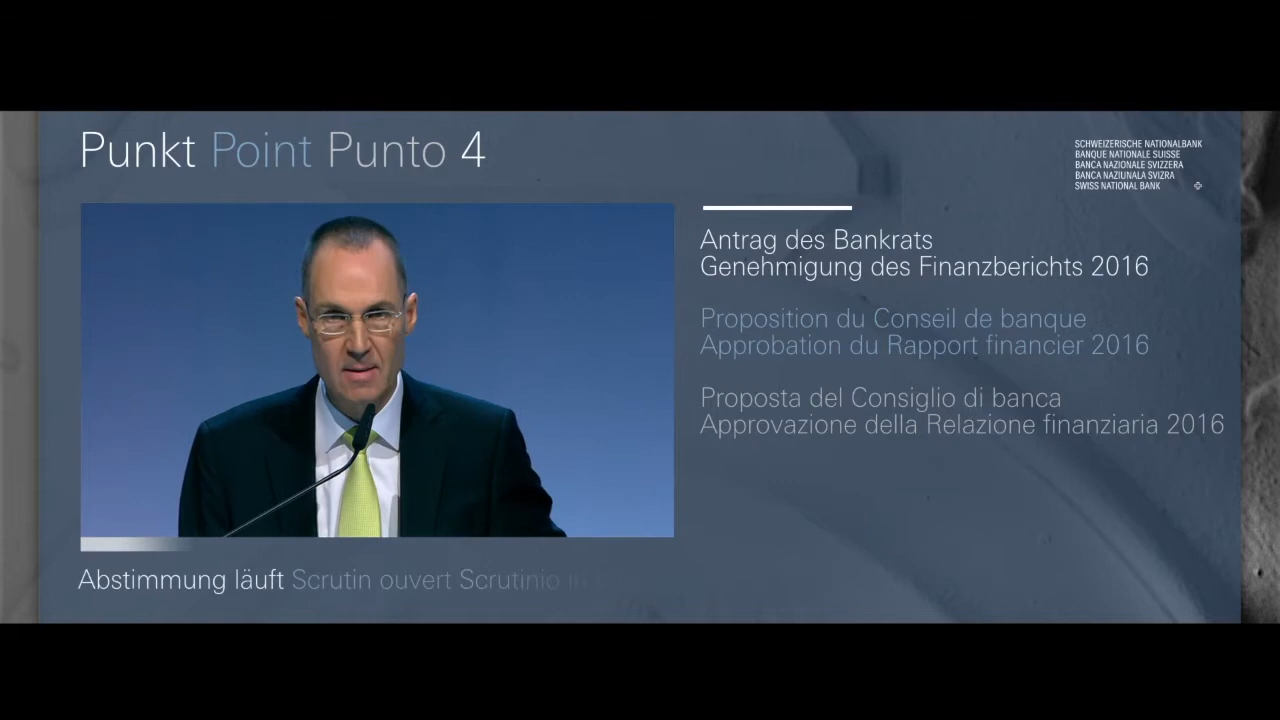 Punkt Point Punto 4
SCHWEIZERISCHE NATIONALBANK
BANQUE NATIONALE SUISSE
BANCA NAZIONALE SVIZZERA
BANCA NAZIUNALA SVIZRA
SWISS NATIONAL BANK
Antrag des Bankrats
Genehmigung des Finanzberichts 2016
Proposition du Conseil de banque
Approbation du Rapport financier 2016
Proposta del Consiglio di banca
Approvazione della Relazione finanziaria 2016
Abstimmung läuft Scrutin ouvert Scrutinio in